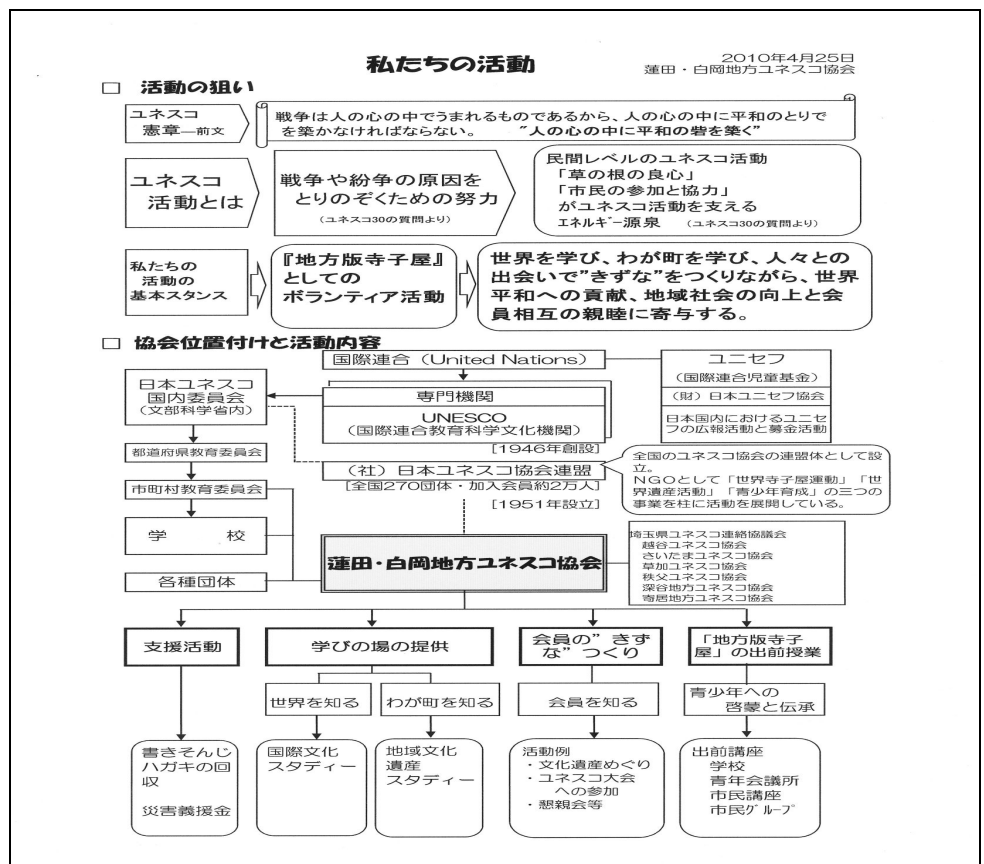 私たちの活動
2010年4月25日
蓮田・白岡地方ユネスコ協会
□ 活動の狙い
ユネスコ
憲章―前文
戦争は人の心の中でうまれるものであるから、人の心の中に平和のとりで
を築かなければならない。 ”人の心の中に平和の砦を築く”
ユネスコ
活動とは
戦争や紛争の原因を
とりのぞくための努力
(ユネスコ30の質問より)
民間レベルのユネスコ活動
「草の根の良心」
「市民の参加と協力」
がユネスコ活動を支える
エネルギー源泉 (ユネスコ30の質問より)
私たちの
活動の
基本スタンス
『地方版寺子屋』
としての
ボランティア活動
世界を学び、わが町を学び、人々との
出会いで”きずな”をつくりながら、世界
平和への貢献、地域社会の向上と会
員相互の親睦に寄与する。
□ 協会位置付けと活動内容
国際連合(United Nations)
ユニセフ
(国際連合児童基金)
(財)日本ユニセフ協会
日本国内におけるユニセ
フの広報活動と募金活動
日本ユネスコ
国内委員会
(文部科学省内)
専門機関
UNESCO
(国際連合教育科学文化機関)
[1946年創設]
都道府県教育委員会
(社)日本ユネスコ協会連盟
[全国270団体・加入会員約2万人]
[1951年設立]
全国のユネスコ協会の連盟体として設
立。
NGOとして「世界寺子屋運動」「世
界遺産活動」「青少年育成」の三つの
事業を柱に活動を展開している。
市町村教育委員会
学 校
各種団体
蓮田・白岡地方ユネスコ協会
埼玉県ユネスコ連絡協議会
越谷ユネスコ協会
さいたまユネスコ協会
草加ユネスコ協会
秩父ユネスコ協会
深谷地方ユネスコ協会
寄居地方ユネスコ協会
支援活動
学びの場の提供
会員の”きず
な”つくり
「地方版寺子
屋」の出前授業
世界を知る
わが町を知る
会員を知る
青少年への
啓蒙と伝承
書きそんじ
ハガキの回
収
災害義援金
国際文化
スタディー
地域文化
遺産
スタディー
活動例
・文化遺産めぐり
・ユネスコ大会
への参加
・懇親会等
出前講座
学校
青年会議所
市民講座
市民グループ